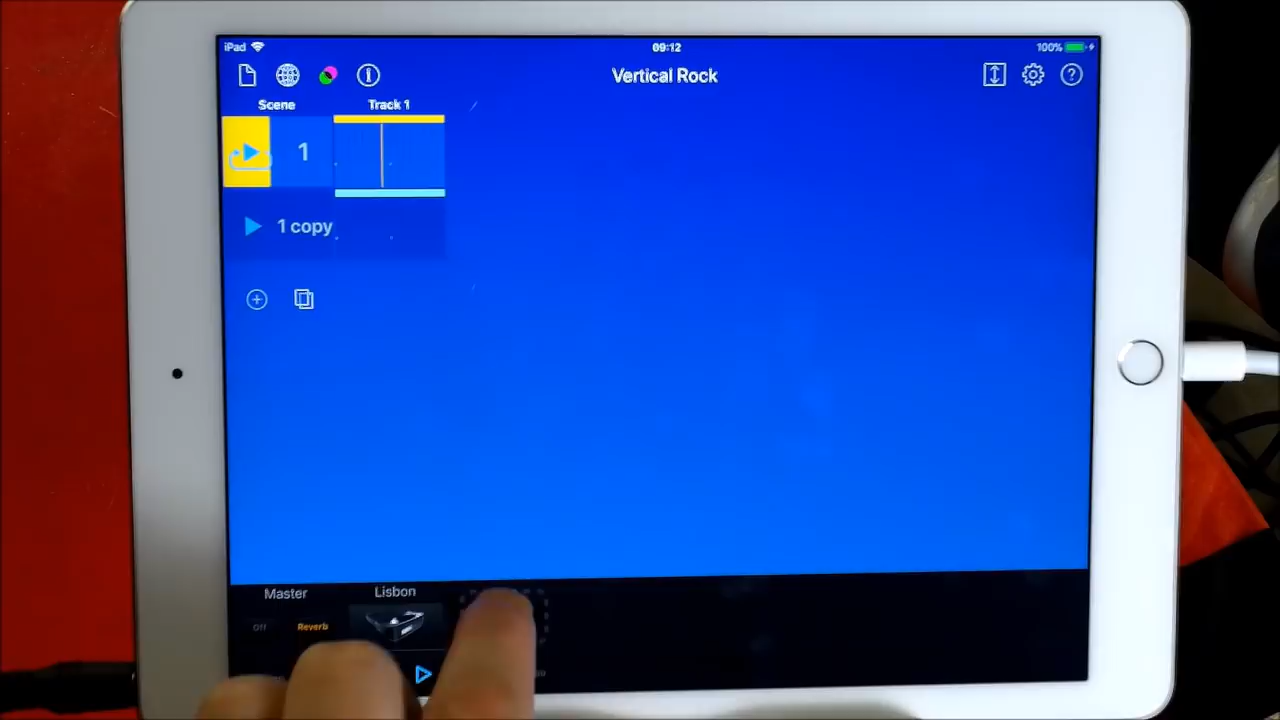 iPad 09:12 100%
Vertical Rock
Scene Track 1
1
1 copy
Master Lisbon
Off Reverb